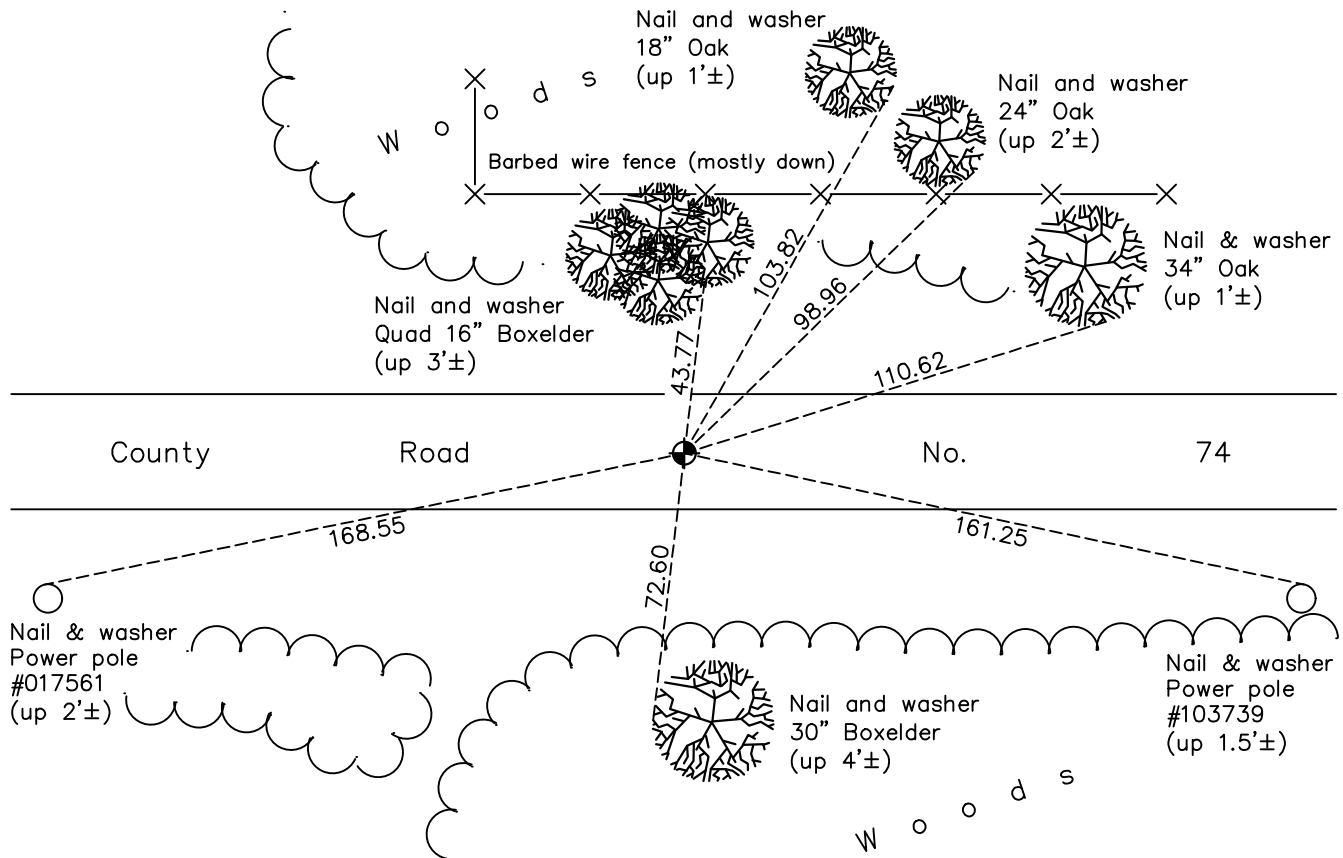 Nail and washer
18" Oak
(up 1'±)
Nail and washer
24" Oak
(up 2'±)
Woods
Barbed wire fence (mostly down)
Nail & washer
34" Oak
(up 1'±)
Nail and washer
Quad 16" Boxelder
(up 3'±)
103.82
98.96
43.77
110.62
County Road No. 74
168.55
161.25
72.60
Nail & washer
Power pole
#017561
(up 2'±)
Nail & washer
Power pole
#103739
(up 1.5'±)
Nail and washer
30" Boxelder
(up 4'±)
Woods